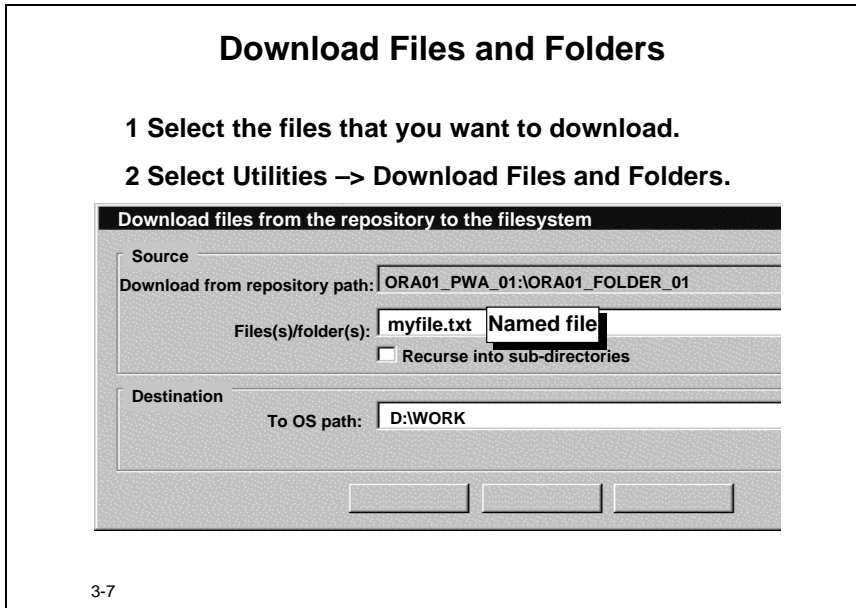 Download Files and Folders
1 Select the files that you want to download.
2 Select Utilities –> Download Files and Folders.
Download files from the repository to the filesystem
Source
Download from repository path: ORA01_PWA_01:\ORA01_FOLDER_01
Files(s)/folder(s): myfile.txt Named file
Recurse into sub-directories
Destination
To OS path: D:\WORK
3-7